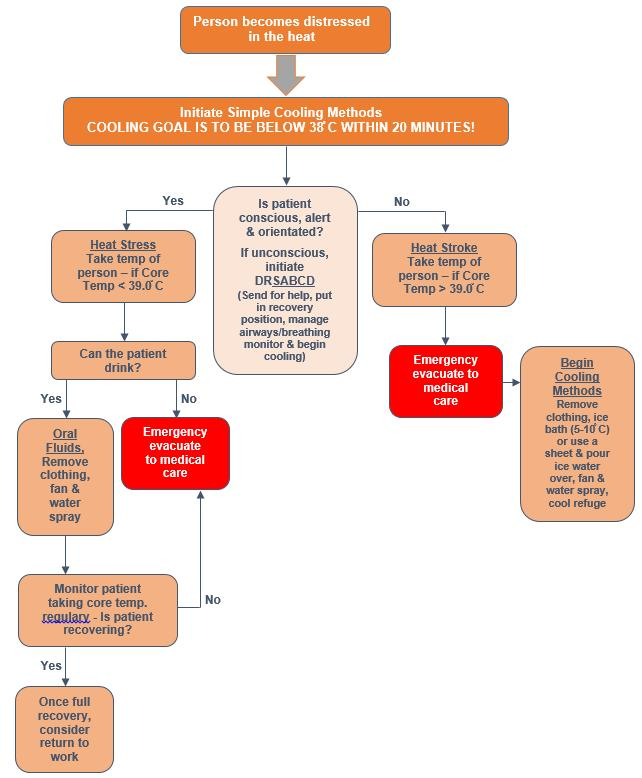 Person becomes distressed
in the heat
Initiate Simple Cooling Methods
COOLING GOAL IS TO BE BELOW 38°C WITHIN 20 MINUTES!
Yes
Is patient
conscious, alert
& orientated?
If unconscious,
initiate
DRSABCD
(Send for help, put
in recovery
position, manage
airways/breathing
monitor & begin
cooling)
No
Heat Stress
Take temp of
person – if Core
Temp < 39.0°C
Heat Stroke
Take temp of
person – if Core
Temp > 39.0°C
Can the patient
drink?
Emergency
evacuate to
medical
care
Begin
Cooling
Methods
Remove
clothing, ice
bath (5-10°C)
or use a
sheet & pour
ice water
over, fan &
water spray,
cool refuge
Yes
No
Oral
Fluids,
Remove
clothing,
fan &
water
spray
Emergency
evacuate
to medical
care
Monitor patient
taking core temp.
regulary - Is patient
recovering?
No
Yes
Once full
recovery,
consider
return to
work